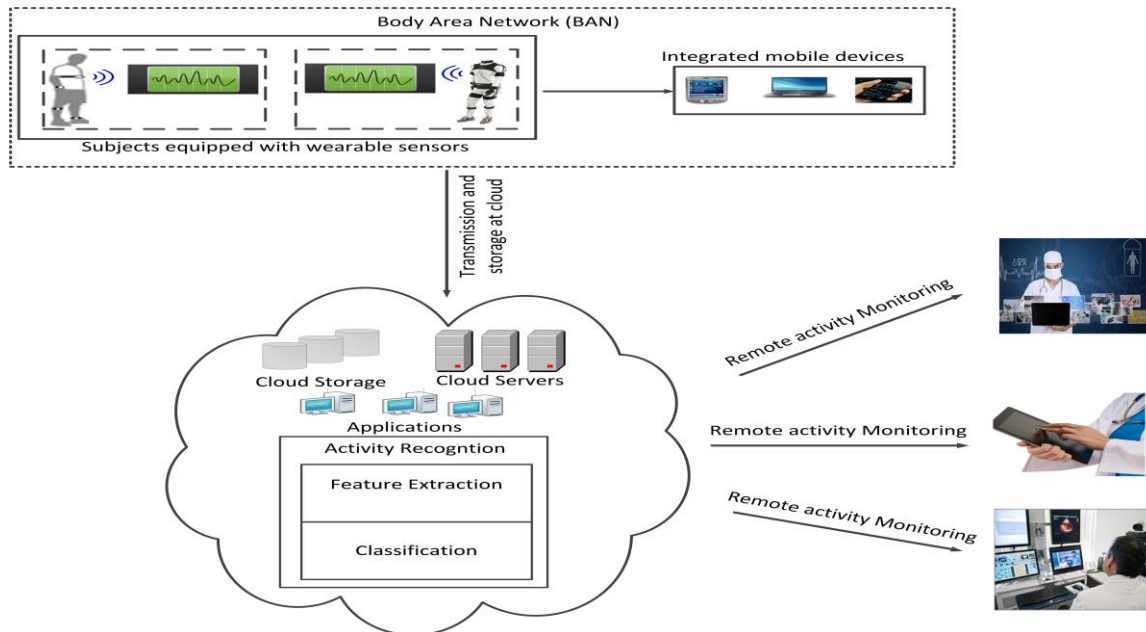 Body Area Network (BAN)
Integrated mobile devices
Subjects equipped with wearable sensors
Transmission and
storage at cloud
Cloud Storage
Cloud Servers
Applications
Activity Recogntion
Feature Extraction
Classification
Remote activity Monitoring
Remote activity Monitoring
Remote activity Monitoring